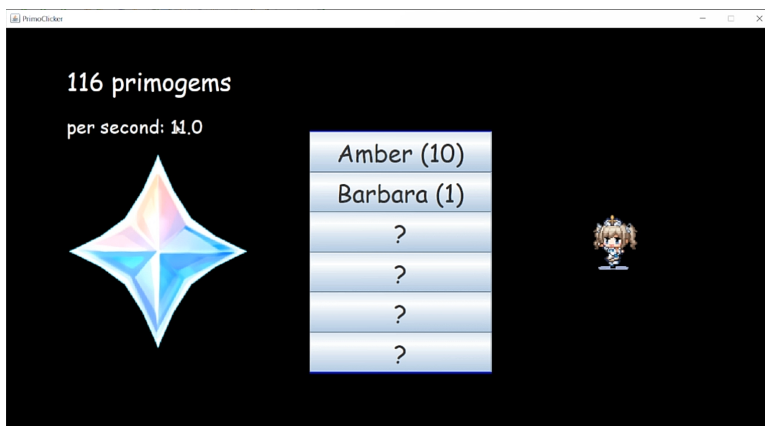 PrimoClicker
116 primogems
per second: 11.0
Amber (10)
Barbara (1)
?
?
?
?